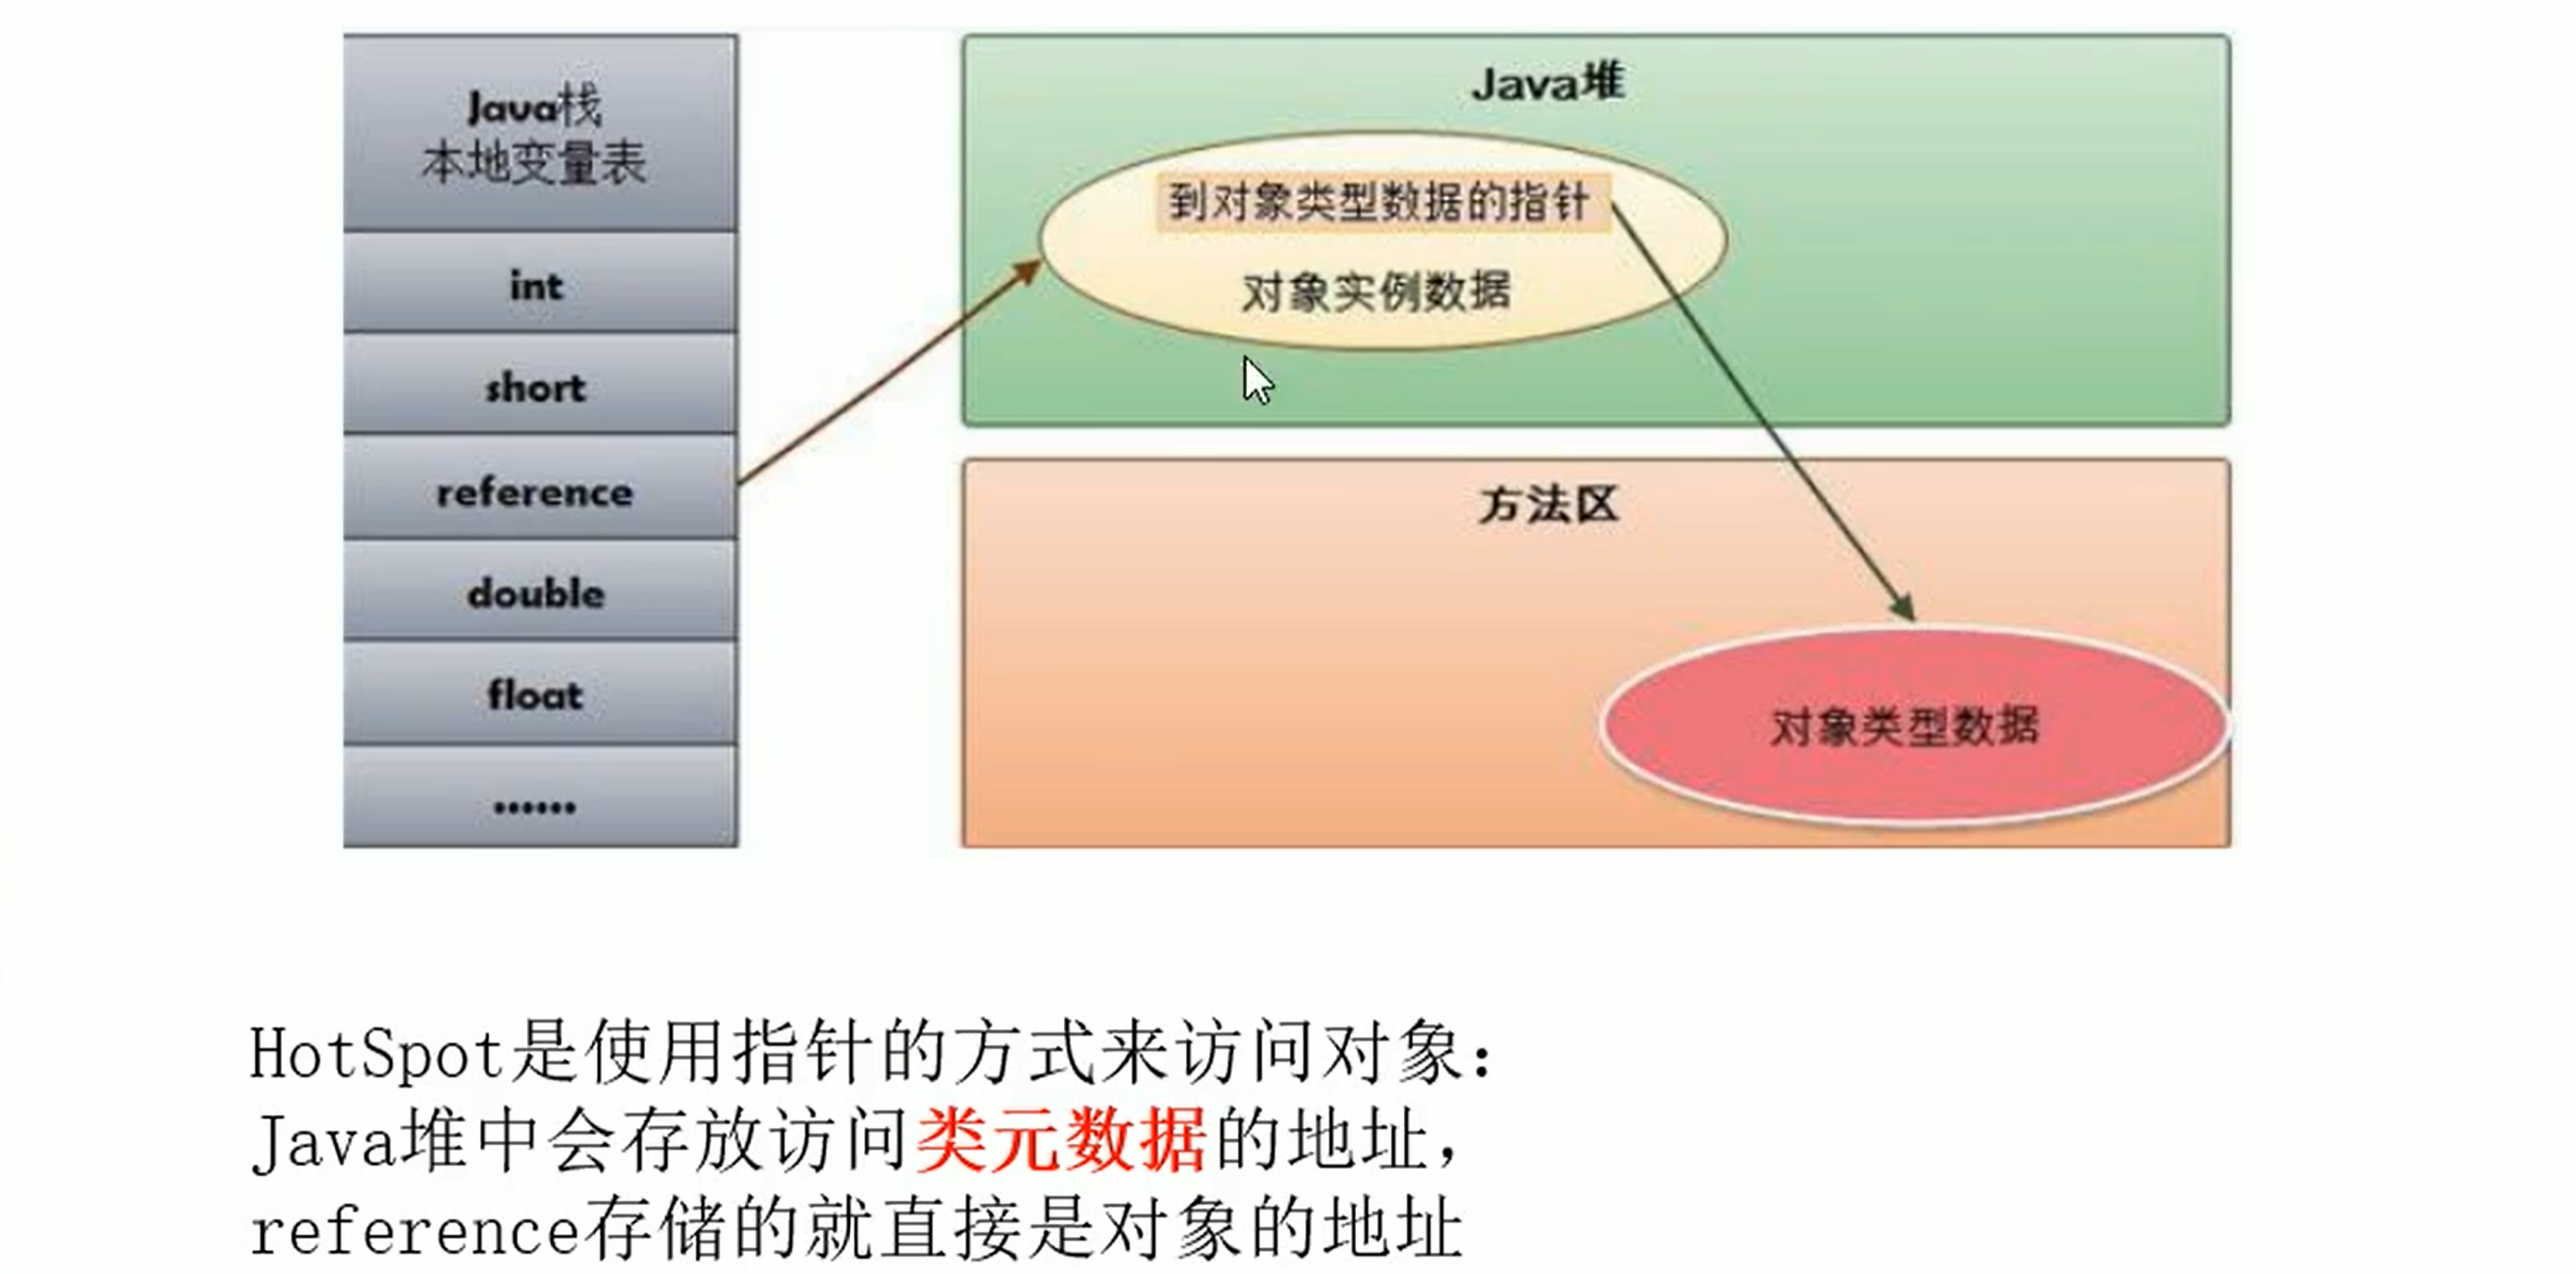 Java栈
本地变量表
int
short
reference
double
float
......
Java堆
到对象类型数据的指针
对象实例数据
方法区
对象类型数据
HotSpot是使用指针的方式来访问对象：
Java堆中会存放访问类元数据的地址，
reference存储的就直接是对象的地址